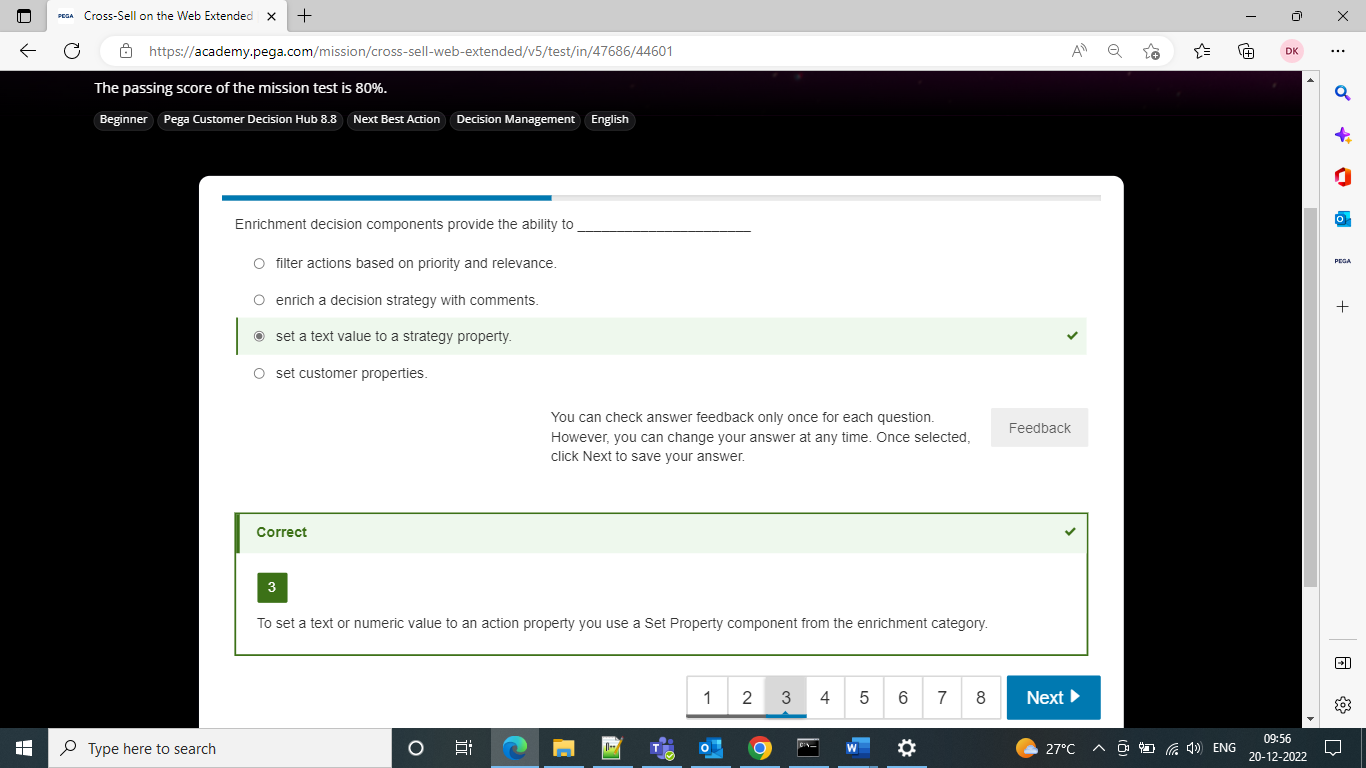 PEGA Cross-Sell on the Web Extended
https://academy.pega.com/mission/cross-sell-web-extended/v5/test/in/47686/44601
DK
The passing score of the mission test is 80%.
Beginner Pega Customer Decision Hub 8.8 Next Best Action Decision Management English
Enrichment decision components provide the ability to ______________________
filter actions based on priority and relevance.
enrich a decision strategy with comments.
set a text value to a strategy property.
set customer properties.
You can check answer feedback only once for each question.
However, you can change your answer at any time. Once selected,
click Next to save your answer.
Feedback
Correct
3
To set a text or numeric value to an action property you use a Set Property component from the enrichment category.
1 2 3 4 5 6 7 8 Next
PEGA
Type here to search
27°C ENG 09:56
20-12-2022